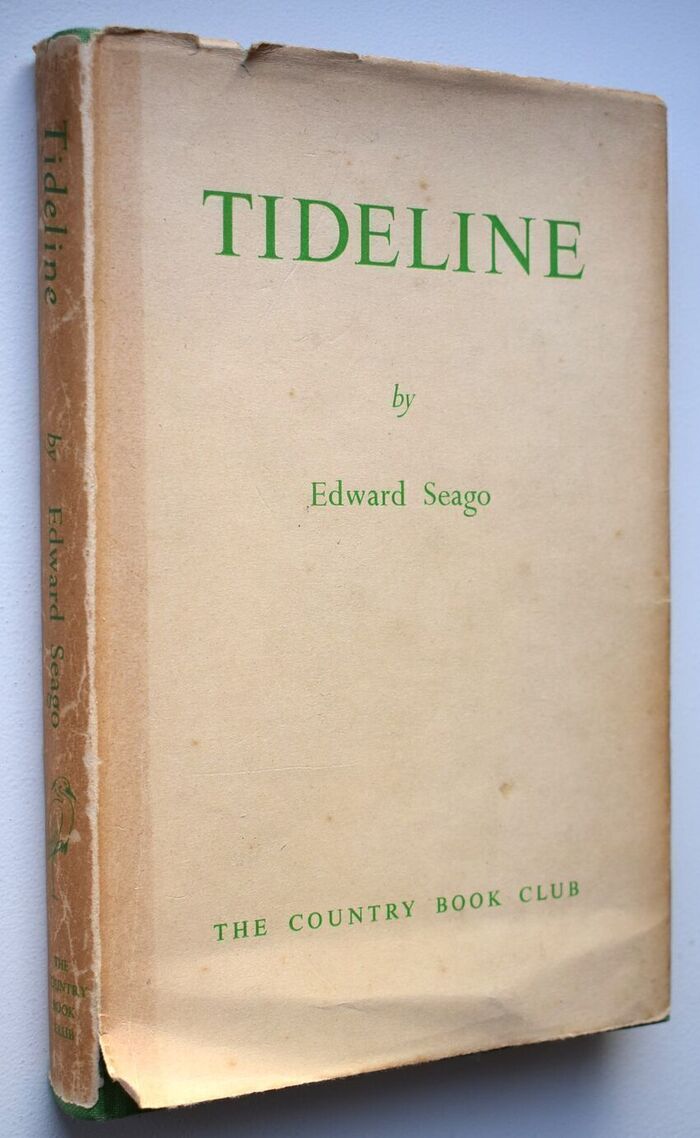 TIDELINE
by
Edward Seago
THE COUNTRY BOOK CLUB
Tideline by Edward Seago
THE
COUNTRY
BOOK
CLUB